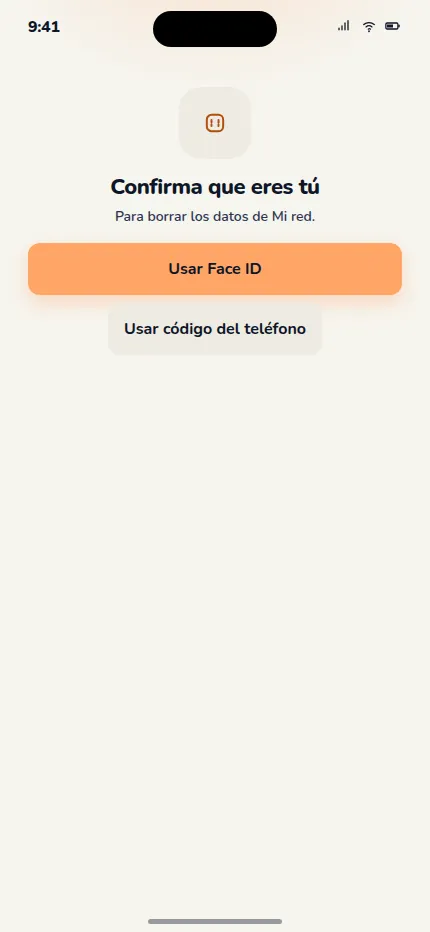 9:41
Confirma que eres tú
Para borrar los datos de Mi red.
Usar Face ID
Usar código del teléfono